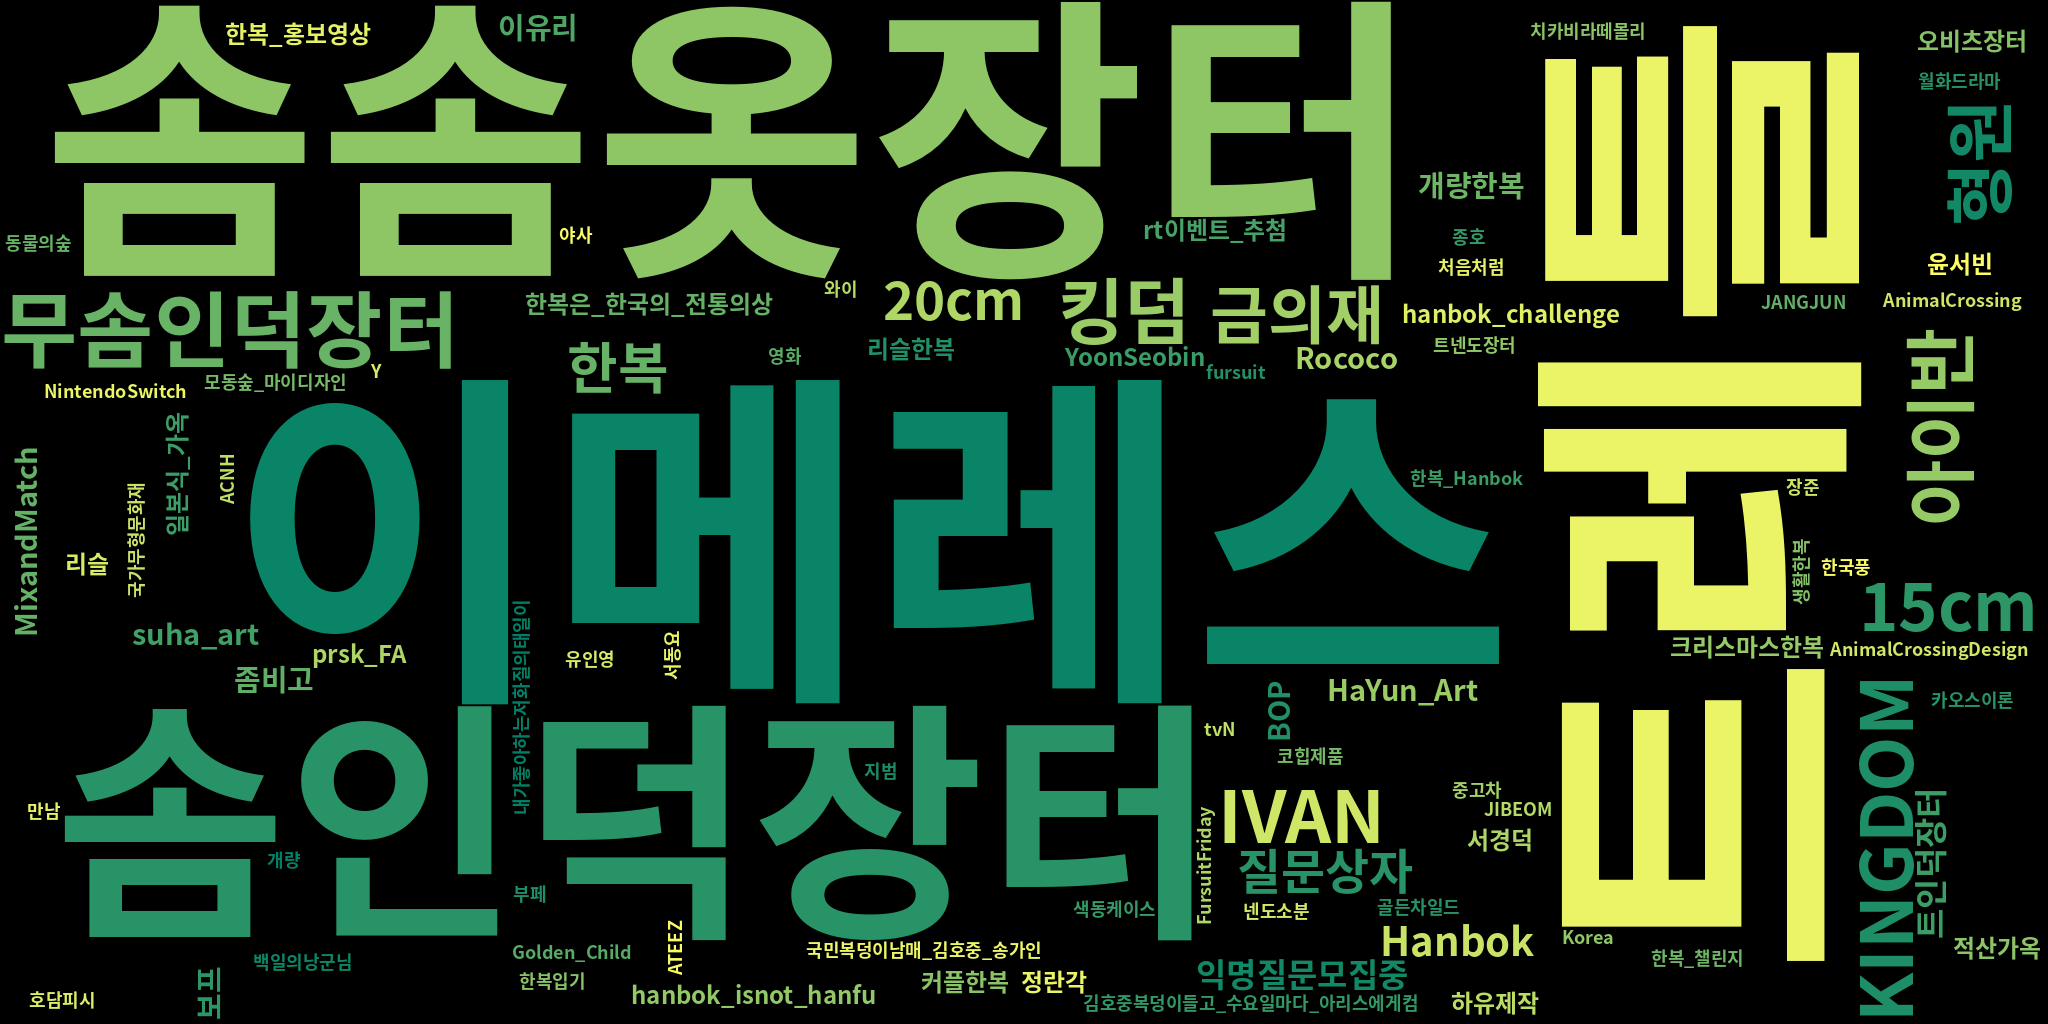 솜솜옷장터
한복_홍보영상
이유리
동물의숲
야사
rt이벤트_추첨
와이
트레틀
치카비라떼몰리
오비츠장터
월화드라마
형원
개량한복
종호
처음처럼
윤서빈
AnimalCrossing
JANGJUN
hanbok_challenge
트넨도장터
무솜인덕장터
한복은_한국의_전통의상
20cm
킹덤
금의재
한복
영화
리슬한복
YoonSeobin
fursuit
Rococo
NintendoSwitch
모동숲_마이디자인
Y
아이반
이메레스
MixandMatch
리슬
국가무형문화재
일본식_가옥
ACNH
한복_Hanbok
장준
생활한복
한국풍
15cm
크리스마스한복
AnimalCrossingDesign
suha_art
prsk_FA
좀비고
내가좋아하는저화질의태일이
유인영
서동요
HaYun_Art
BOP
tvN
코힙제품
카오스이론
KINGDOM
트인덕장터
솜인덕장터
만남
개량
지범
부페
색동케이스
IVAN
FursuitFriday
중고차
JIBEOM
서경덕
질문상자
넨도소분
골든차일드
Hanbok
Korea
한복_챌린지
적산가옥
백일의낭군님
보피
호담피시
Golden_Child
한복입기
ATEEZ
국민복덩이남매_김호중_송가인
hanbok_isnot_hanfu
커플한복
정란각
익명질문모집중
김호중복덩이들고_수요일마다_아리스에게컴
하유제작